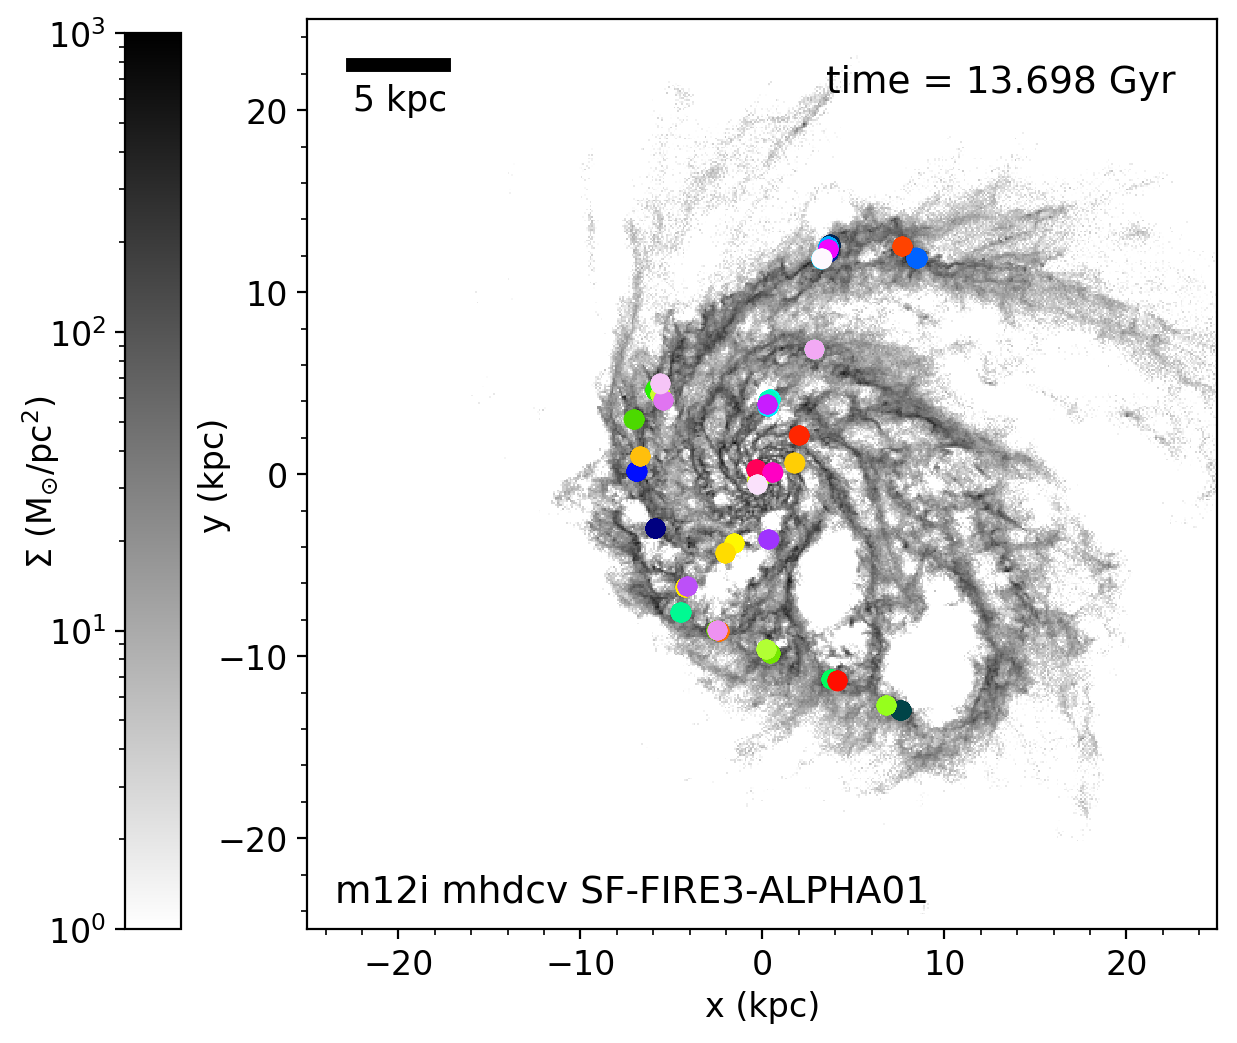 10³
10²
10¹
10⁰
Σ (M⊙/pc²)
20
10
0
−10
−20
y (kpc)
5 kpc
time = 13.698 Gyr
m12i mhdcv SF-FIRE3-ALPHA01
−20 −10 0 10 20
x (kpc)